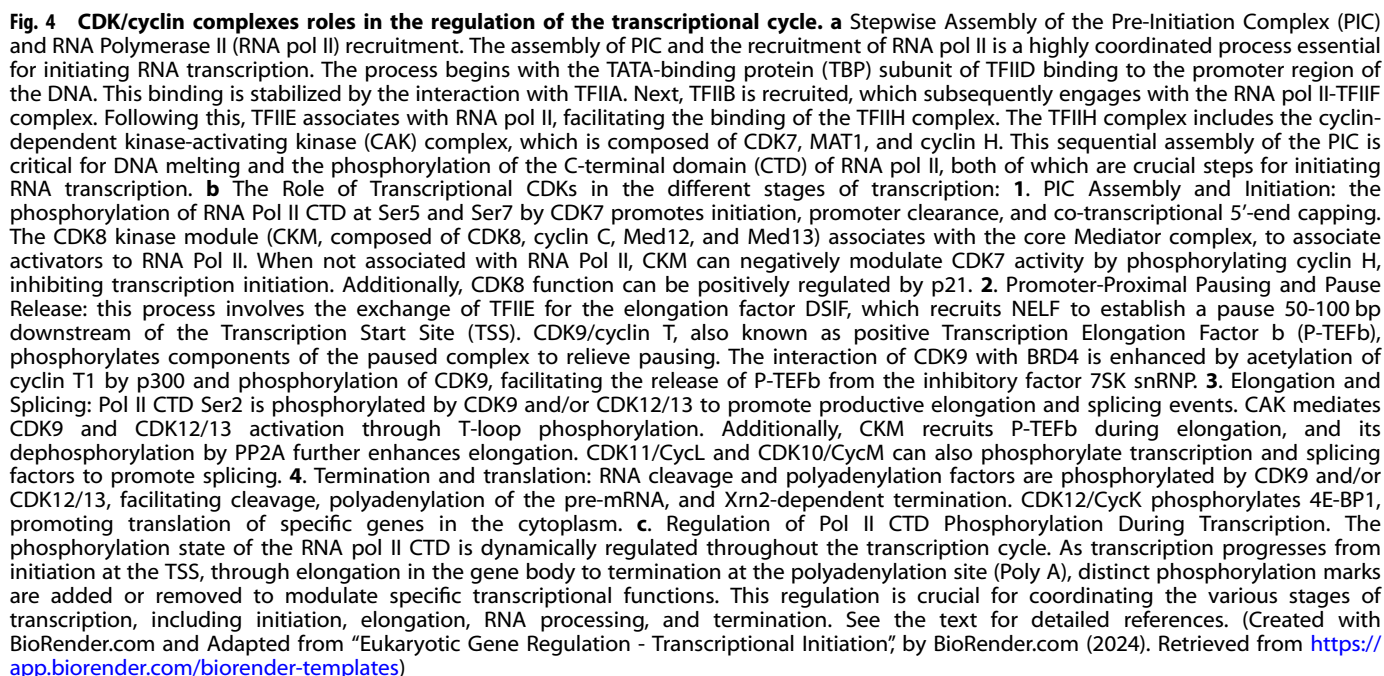 Fig. 4 CDK/cyclin complexes roles in the regulation of the transcriptional cycle. a Stepwise Assembly of the Pre-Initiation Complex (PIC)
and RNA Polymerase II (RNA pol II) recruitment. The assembly of PIC and the recruitment of RNA pol II is a highly coordinated process essential
for initiating RNA transcription. The process begins with the TATA-binding protein (TBP) subunit of TFIID binding to the promoter region of
the DNA. This binding is stabilized by the interaction with TFIIA. Next, TFIIB is recruited, which subsequently engages with the RNA pol II-TFIIF
complex. Following this, TFIIE associates with RNA pol II, facilitating the binding of the TFIIH complex. The TFIIH complex includes the cyclin-
dependent kinase-activating kinase (CAK) complex, which is composed of CDK7, MAT1, and cyclin H. This sequential assembly of the PIC is
critical for DNA melting and the phosphorylation of the C-terminal domain (CTD) of RNA pol II, both of which are crucial steps for initiating
RNA transcription. b The Role of Transcriptional CDKs in the different stages of transcription: 1. PIC Assembly and Initiation: the
phosphorylation of RNA Pol II CTD at Ser5 and Ser7 by CDK7 promotes initiation, promoter clearance, and co-transcriptional 5′-end capping.
The CDK8 kinase module (CKM, composed of CDK8, cyclin C, Med12, and Med13) associates with the core Mediator complex, to associate
activators to RNA Pol II. When not associated with RNA Pol II, CKM can negatively modulate CDK7 activity by phosphorylating cyclin H,
inhibiting transcription initiation. Additionally, CDK8 function can be positively regulated by p21. 2. Promoter-Proximal Pausing and Pause
Release: this process involves the exchange of TFIIE for the elongation factor DSIF, which recruits NELF to establish a pause 50-100 bp
downstream of the Transcription Start Site (TSS). CDK9/cyclin T, also known as positive Transcription Elongation Factor b (P-TEFb),
phosphorylates components of the paused complex to relieve pausing. The interaction of CDK9 with BRD4 is enhanced by acetylation of
cyclin T1 by p300 and phosphorylation of CDK9, facilitating the release of P-TEFb from the inhibitory factor 7SK snRNP. 3. Elongation and
Splicing: Pol II CTD Ser2 is phosphorylated by CDK9 and/or CDK12/13 to promote productive elongation and splicing events. CAK mediates
CDK9 and CDK12/13 activation through T-loop phosphorylation. Additionally, CKM recruits P-TEFb during elongation, and its
dephosphorylation by PP2A further enhances elongation. CDK11/CycL and CDK10/CycM can also phosphorylate transcription and splicing
factors to promote splicing. 4. Termination and translation: RNA cleavage and polyadenylation factors are phosphorylated by CDK9 and/or
CDK12/13, facilitating cleavage, polyadenylation of the pre-mRNA, and Xrn2-dependent termination. CDK12/CycK phosphorylates 4E-BP1,
promoting translation of specific genes in the cytoplasm. c. Regulation of Pol II CTD Phosphorylation During Transcription. The
phosphorylation state of the RNA pol II CTD is dynamically regulated throughout the transcription cycle. As transcription progresses from
initiation at the TSS, through elongation in the gene body to termination at the polyadenylation site (Poly A), distinct phosphorylation marks
are added or removed to modulate specific transcriptional functions. This regulation is crucial for coordinating the various stages of
transcription, including initiation, elongation, RNA processing, and termination. See the text for detailed references. (Created with
BioRender.com and Adapted from “Eukaryotic Gene Regulation - Transcriptional Initiation”, by BioRender.com (2024). Retrieved from https://
app.biorender.com/biorender-templates)